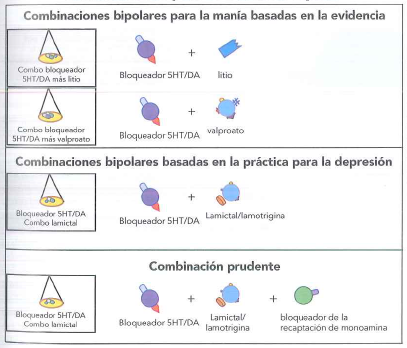 Combinaciones bipolares para la manía basadas en la evidencia
Combo bloqueador
5HT/DA más litio
Bloqueador 5HT/DA
+
litio
Combo bloqueador
5HT/DA más valproato
Bloqueador 5HT/DA
+
valproato
Combinaciones bipolares basadas en la práctica para la depresión
Bloqueador 5HT/DA
Combo lamictal
Bloqueador 5HT/DA
+
Lamictal/lamotrigina
Combinación prudente
Bloqueador 5HT/DA
Combo lamictal
Bloqueador 5HT/DA
+
Lamictal/
lamotrigina
+
bloqueador de la
recaptación de monoamina